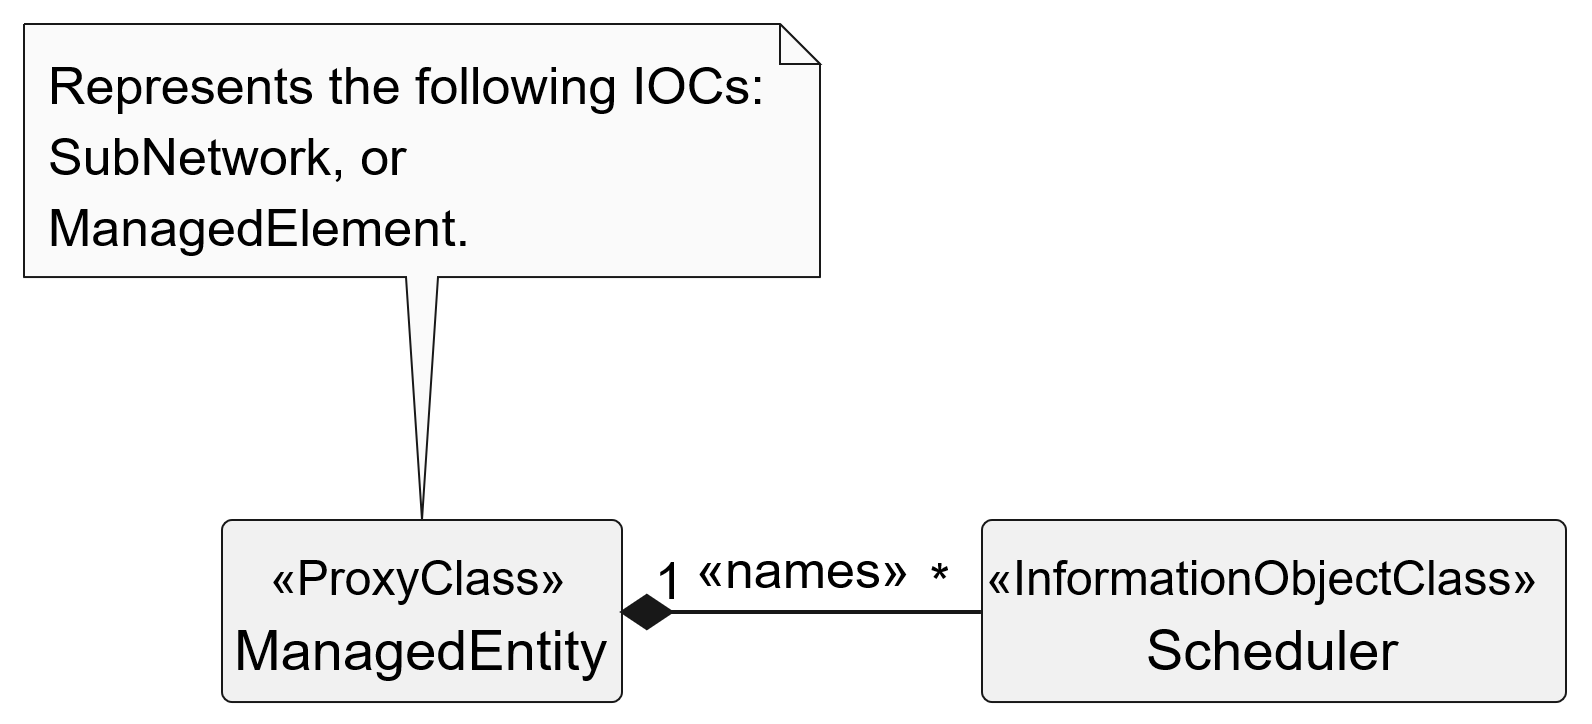 Represents the following IOCs:
SubNetwork, or
ManagedElement.
«ProxyClass»
ManagedEntity
1 «names» *
«InformationObjectClass»
Scheduler